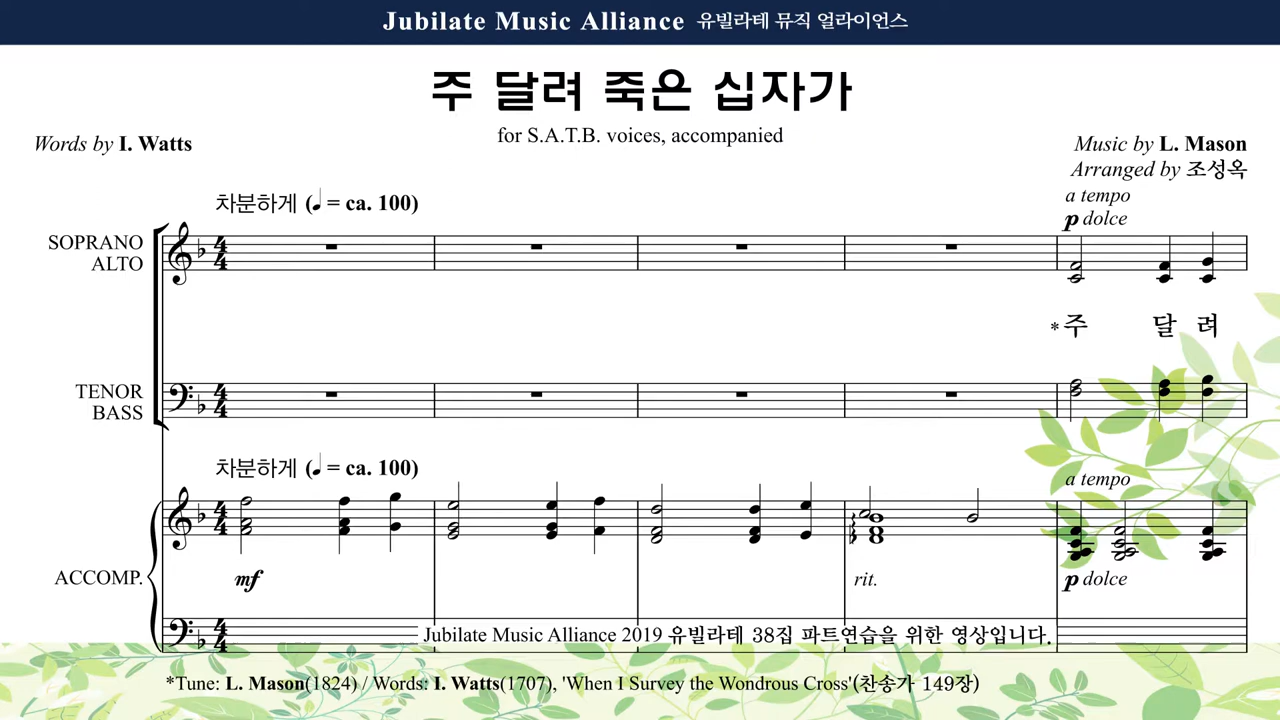 Jubilate Music Alliance 유빌라테 뮤직 얼라이언스
주 달려 죽은 십자가
for S.A.T.B. voices, accompanied
Words by I. Watts
Music by L. Mason
Arranged by 조성옥
차분하게 (♩ = ca. 100)
a tempo
p dolce
SOPRANO
ALTO
*주 달 려
TENOR
BASS
차분하게 (♩ = ca. 100)
a tempo
ACCOMP.
mf
rit.
p dolce
Jubilate Music Alliance 2019 유빌라테 38집 파트연습을 위한 영상입니다.
*Tune: L. Mason(1824) / Words: I. Watts(1707), 'When I Survey the Wondrous Cross'(찬송가 149장)